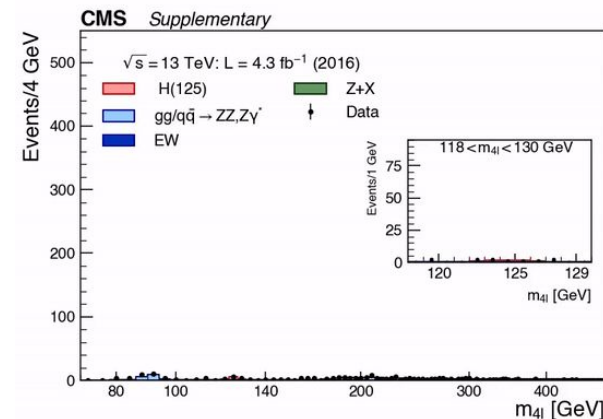 CMS Supplementary
√s = 13 TeV: L = 4.3 fb⁻¹ (2016)
H(125)
Z+X
gg/qq̄ → ZZ,Zγ*
Data
EW
Events/4 GeV
500
400
300
200
100
0
80
100
140
200
300
400
m4l [GeV]
118<m4l<130 GeV
Events/1 GeV
75
50
25
0
120
125
129
m4l [GeV]